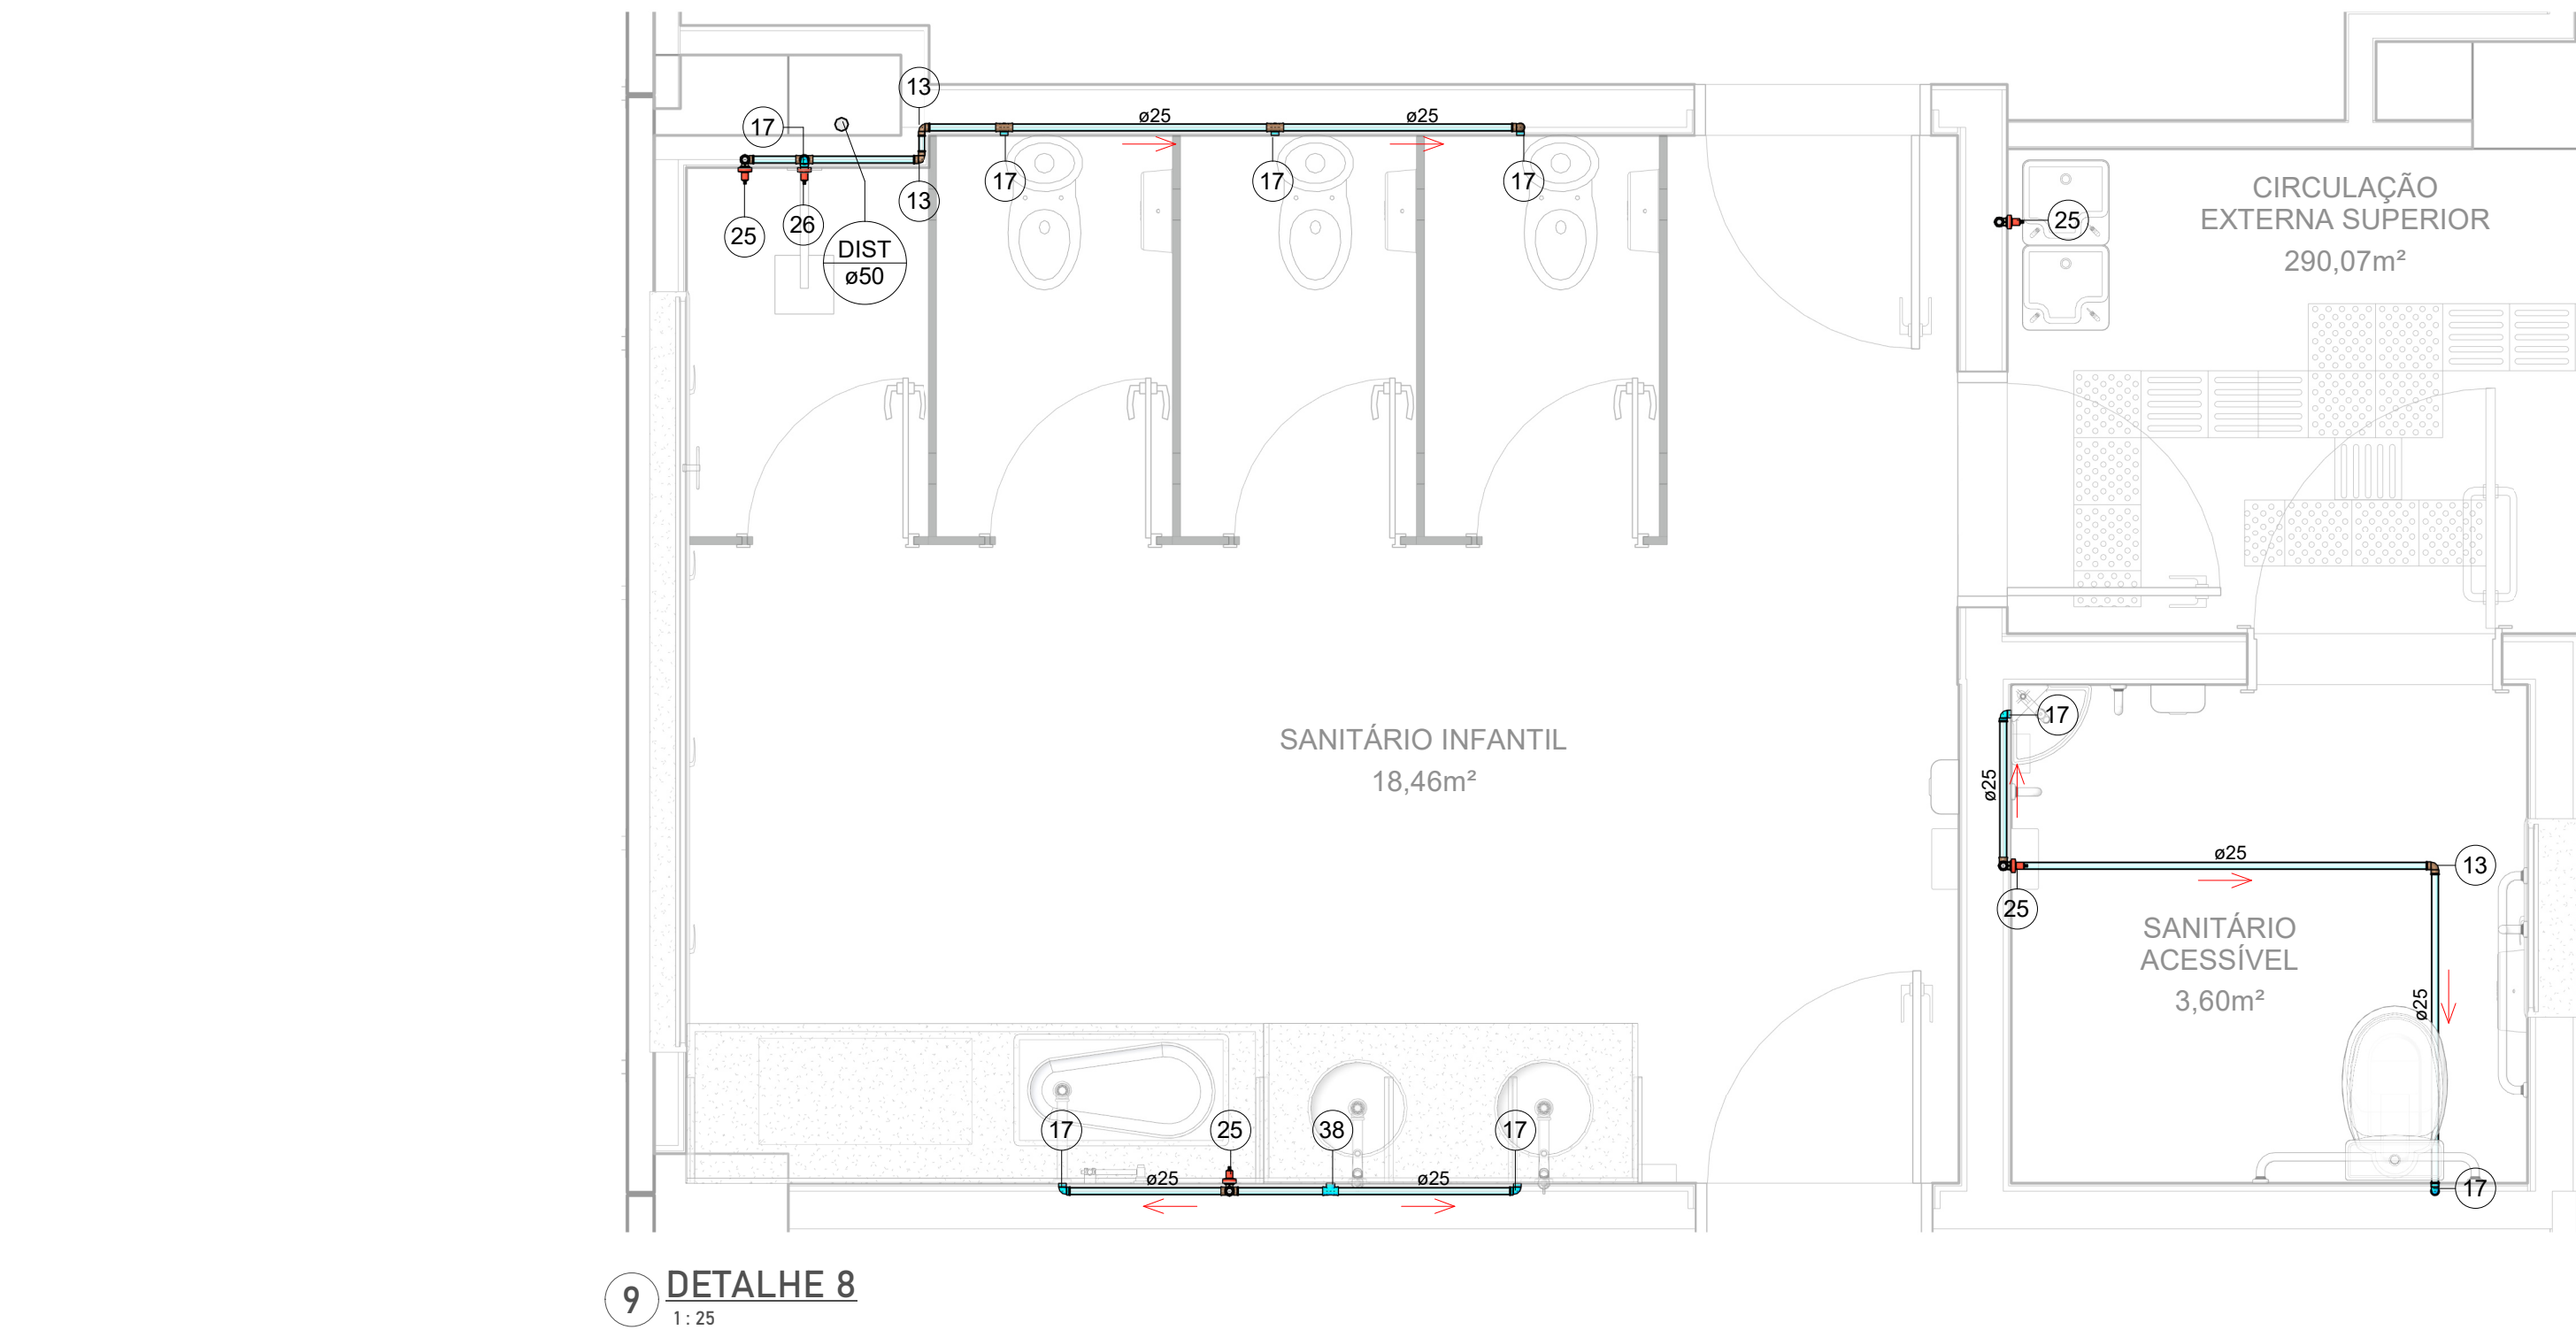 13
ø25
ø25
17
17
17
17
13
25
26
DIST
ø50
25
CIRCULAÇÃO
EXTERNA SUPERIOR
290,07m²
SANITÁRIO INFANTIL
18,46m²
17
ø25
ø25
13
25
SANITÁRIO
ACESSÍVEL
3,60m²
ø25
17
25
38
17
ø25
ø25
17
9 DETALHE 8
1 : 25